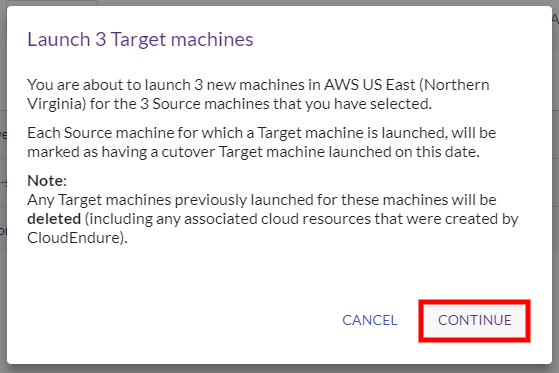 Launch 3 Target machines
You are about to launch 3 new machines in AWS US East (Northern
Virginia) for the 3 Source machines that you have selected.
Each Source machine for which a Target machine is launched, will be
marked as having a cutover Target machine launched on this date.
Note:
Any Target machines previously launched for these machines will be
deleted (including any associated cloud resources that were created by
CloudEndure).
CANCEL CONTINUE